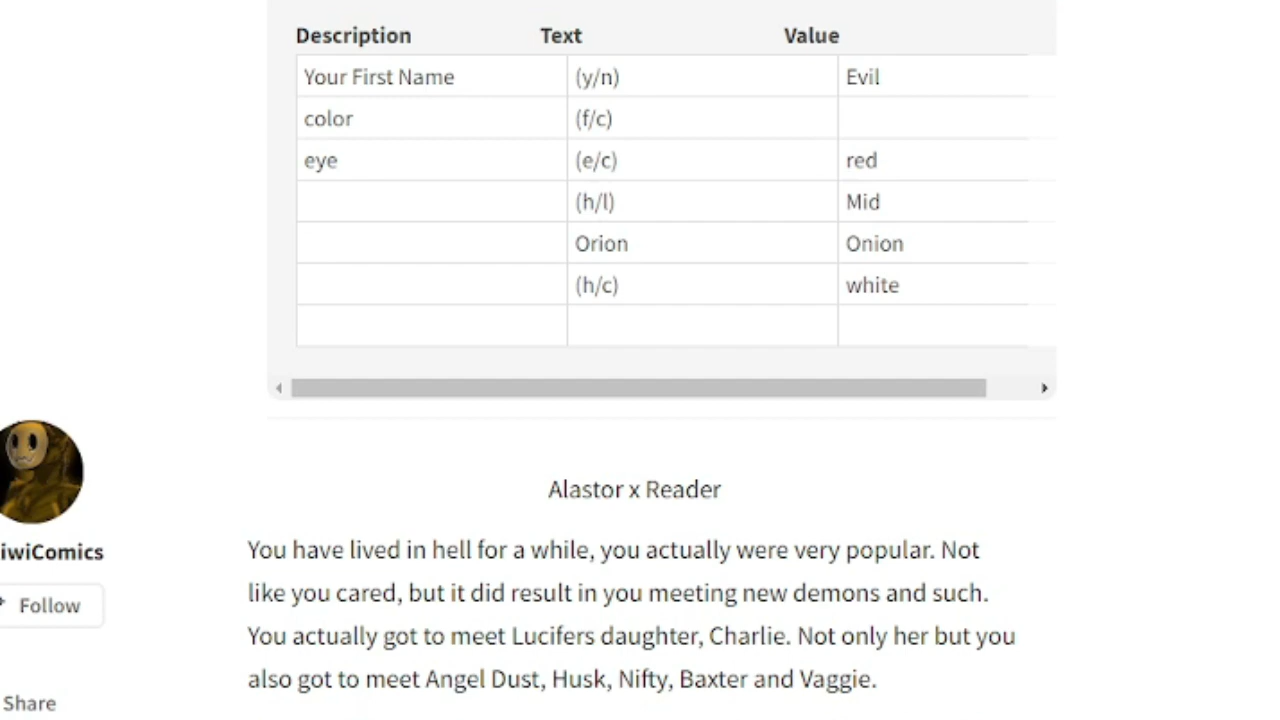 Description Text Value
Your First Name (y/n) Evil
color (f/c)
eye (e/c) red
(h/l) Mid
Orion Onion
(h/c) white
Alastor x Reader
iwiComics
Follow
Share
You have lived in hell for a while, you actually were very popular. Not
like you cared, but it did result in you meeting new demons and such.
You actually got to meet Lucifers daughter, Charlie. Not only her but you
also got to meet Angel Dust, Husk, Nifty, Baxter and Vaggie.